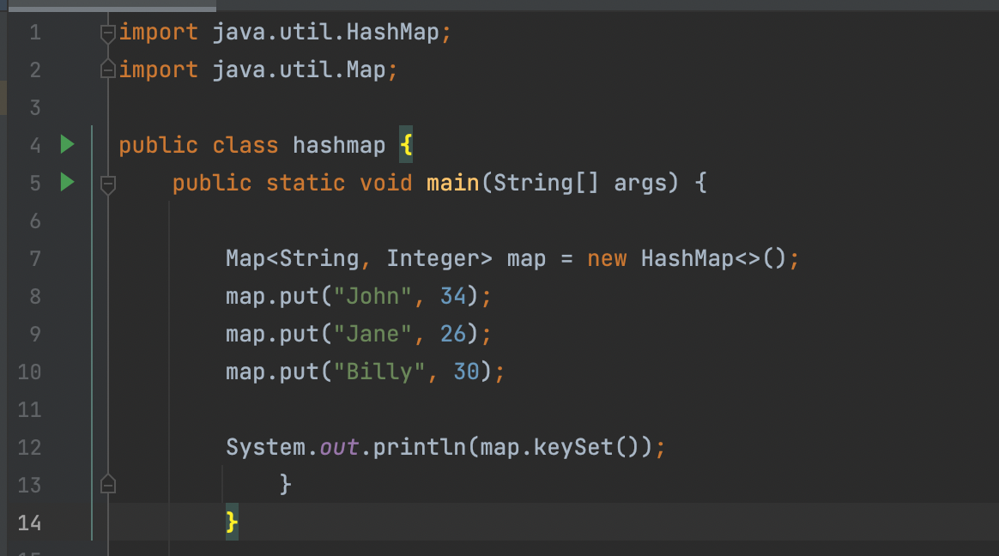 1 import java.util.HashMap;
2 import java.util.Map;
3
4 public class hashmap {
5     public static void main(String[] args) {
6
7         Map<String, Integer> map = new HashMap<>();
8         map.put("John", 34);
9         map.put("Jane", 26);
10         map.put("Billy", 30);
11
12         System.out.println(map.keySet());
13             }
14         }